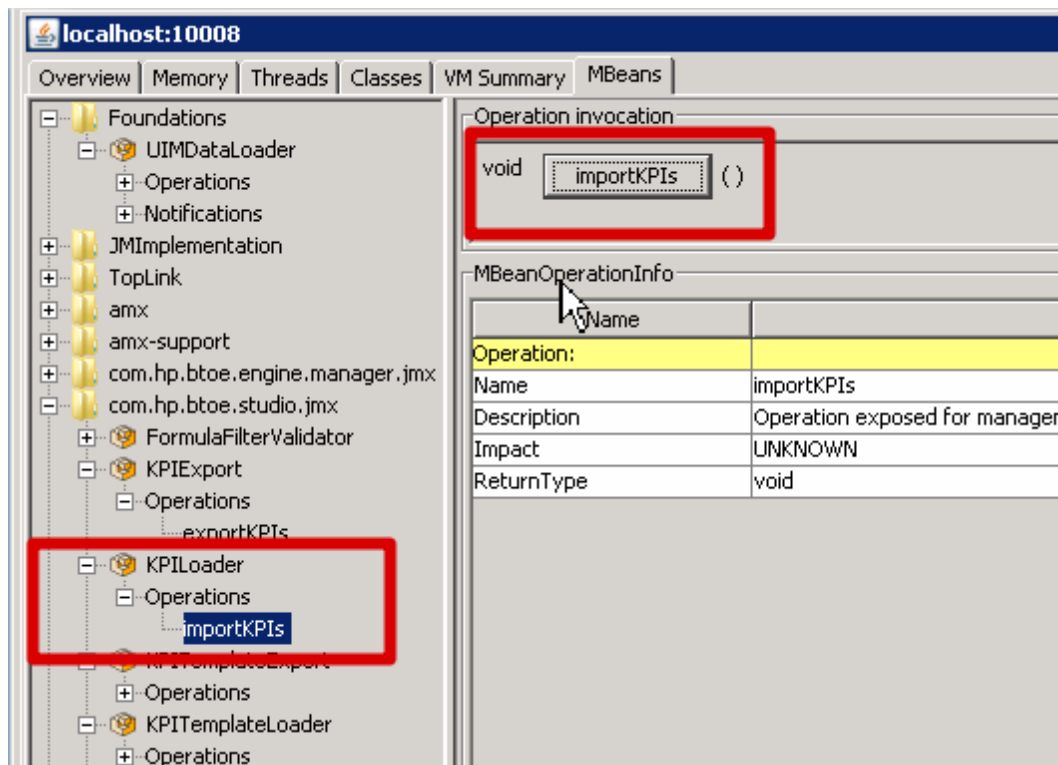 localhost:10008
Overview Memory Threads Classes VM Summary MBeans
Foundations
UIMDataLoader
Operations
Notifications
JMImplementation
TopLink
amx
amx-support
com.hp.btoe.engine.manager.jmx
com.hp.btoe.studio.jmx
FormulaFilterValidator
KPIExport
Operations
exportKPIs
KPILoader
Operations
importKPIs
KPITemplateExport
Operations
KPITemplateLoader
Operations
Operation invocation
void importKPIs ( )
MBeanOperationInfo
Name
Operation:
Name importKPIs
Description Operation exposed for manager
Impact UNKNOWN
ReturnType void